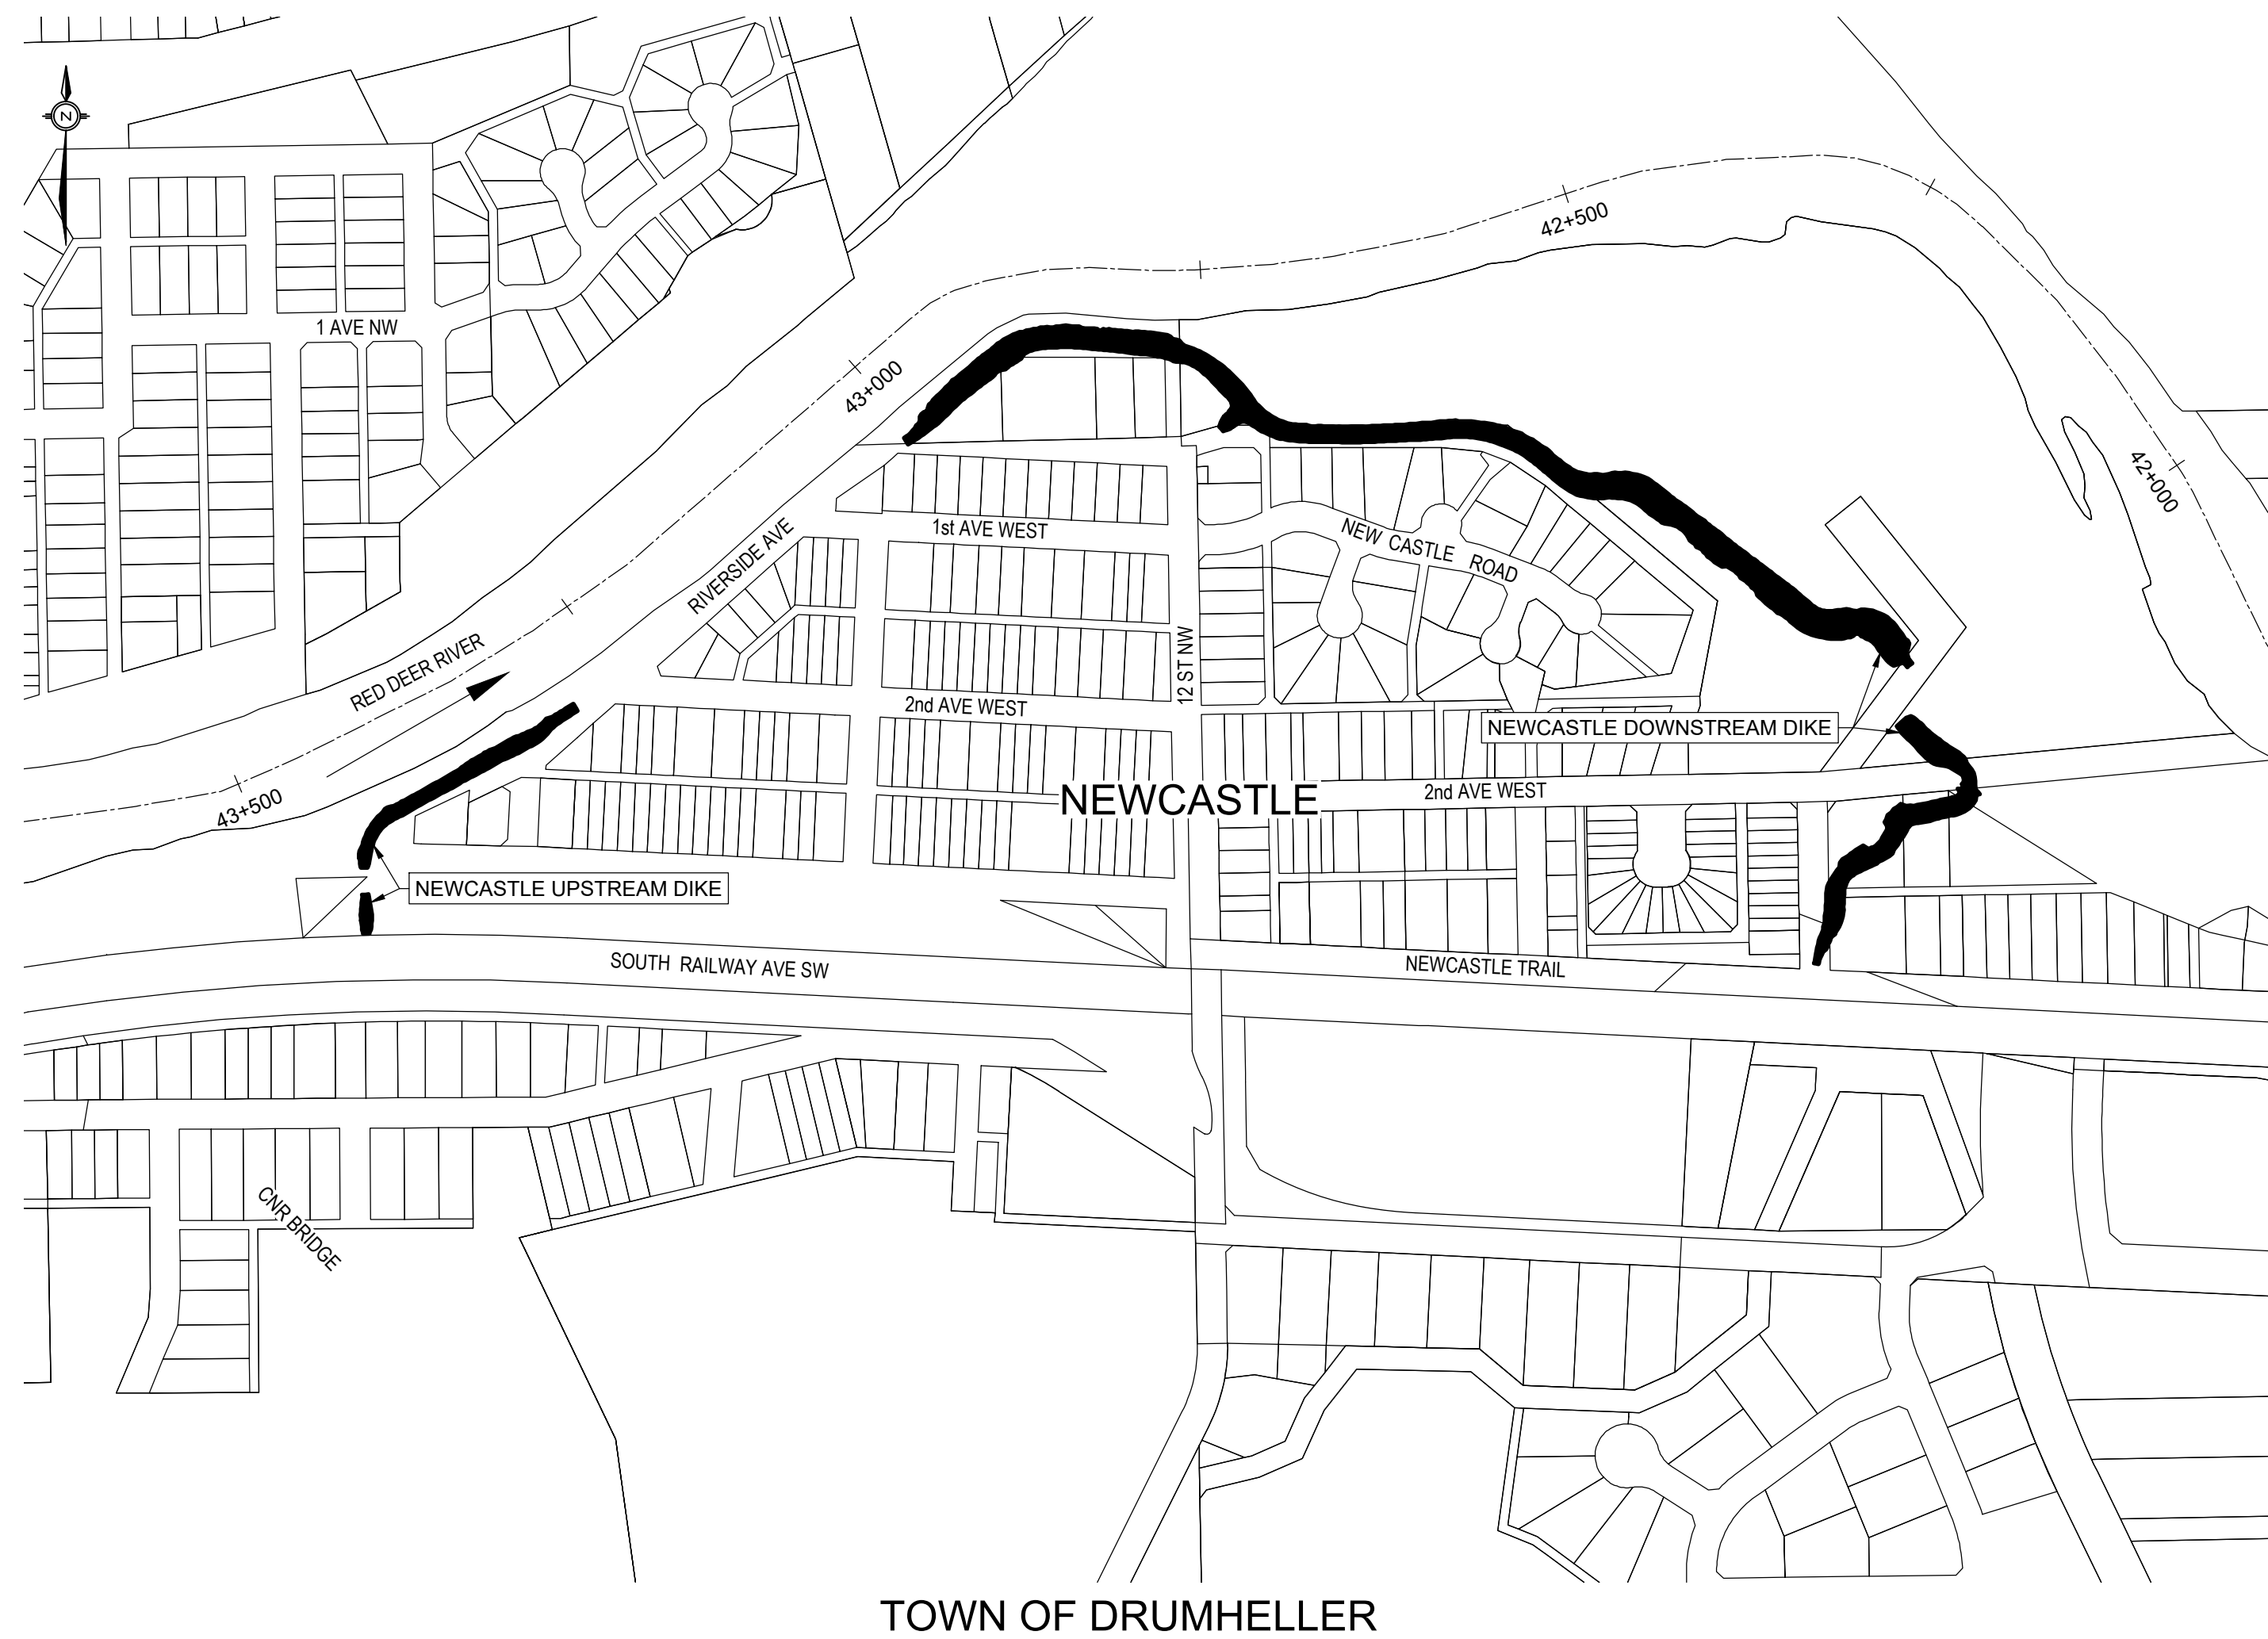 N
42+500
1 AVE NW
43+000
42+000
1st AVE WEST
RIVERSIDE AVE
NEW CASTLE ROAD
RED DEER RIVER
12 ST NW
2nd AVE WEST
NEWCASTLE DOWNSTREAM DIKE
43+500
NEWCASTLE
2nd AVE WEST
NEWCASTLE UPSTREAM DIKE
SOUTH RAILWAY AVE SW
NEWCASTLE TRAIL
CNR BRIDGE
TOWN OF DRUMHELLER